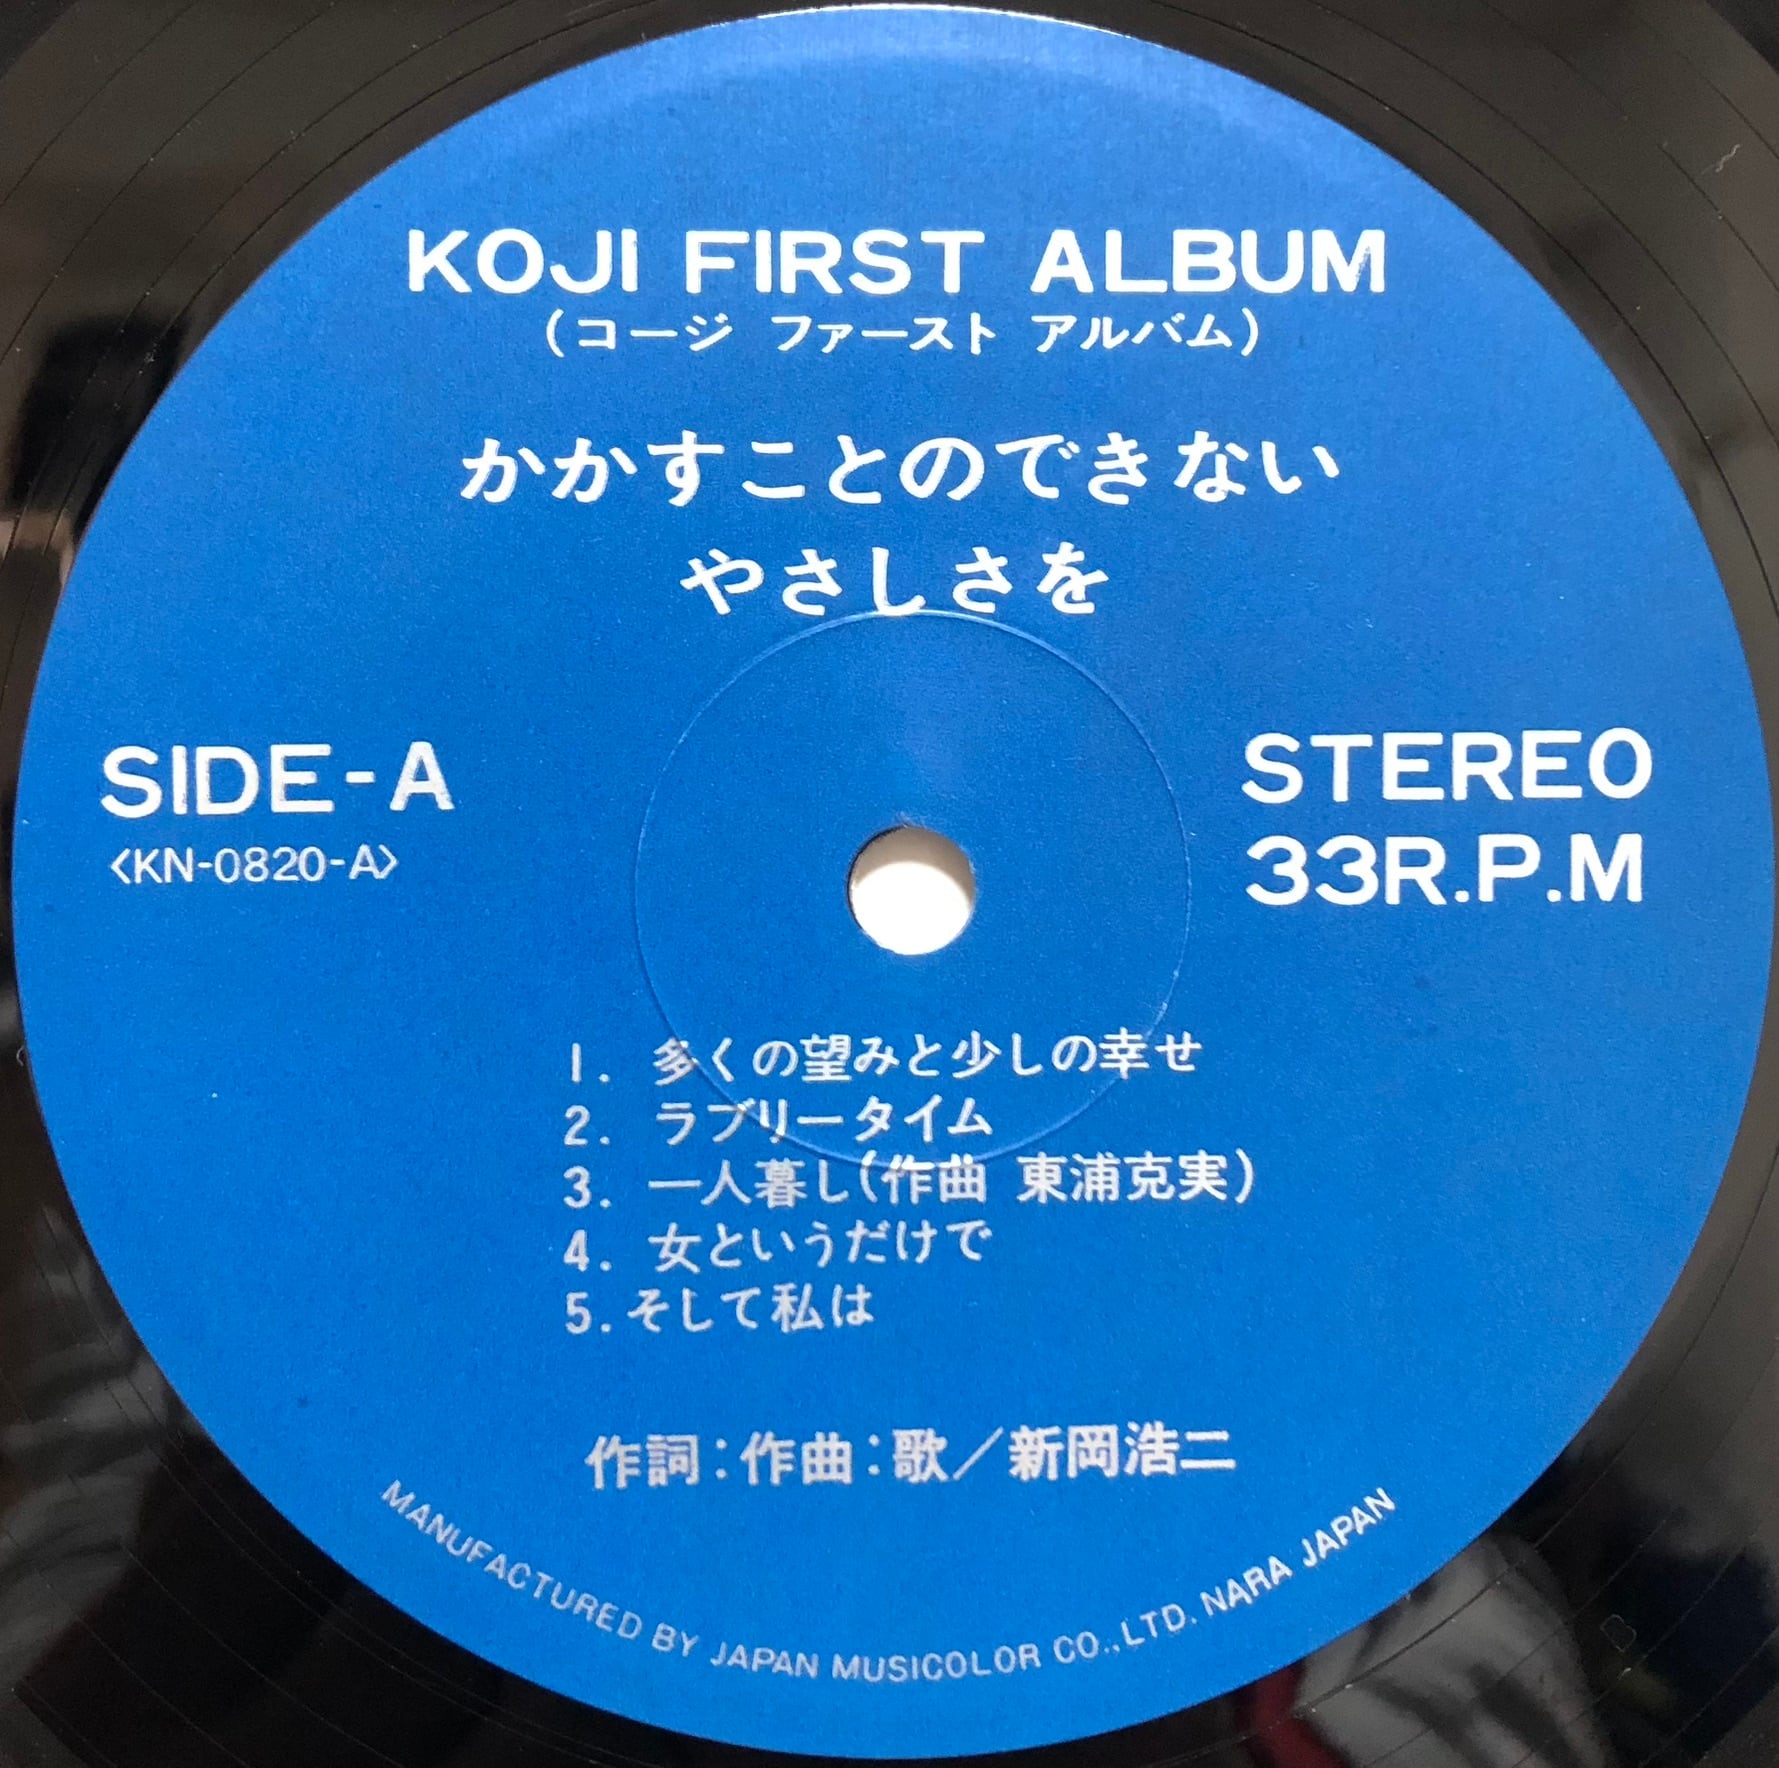 KOJI FIRST ALBUM
(コージ ファースト アルバム)
かかすことのできない
やさしさを
SIDE-A
〈KN-0820-A〉
STEREO
33R.P.M
1. 多くの望みと少しの幸せ
2. ラブリータイム
3. 一人暮し(作曲 東浦克実)
4. 女というだけで
5. そして私は
作詞:作曲:歌/新岡浩二
MANUFACTURED BY JAPAN MUSICOLOR CO.,LTD. NARA JAPAN